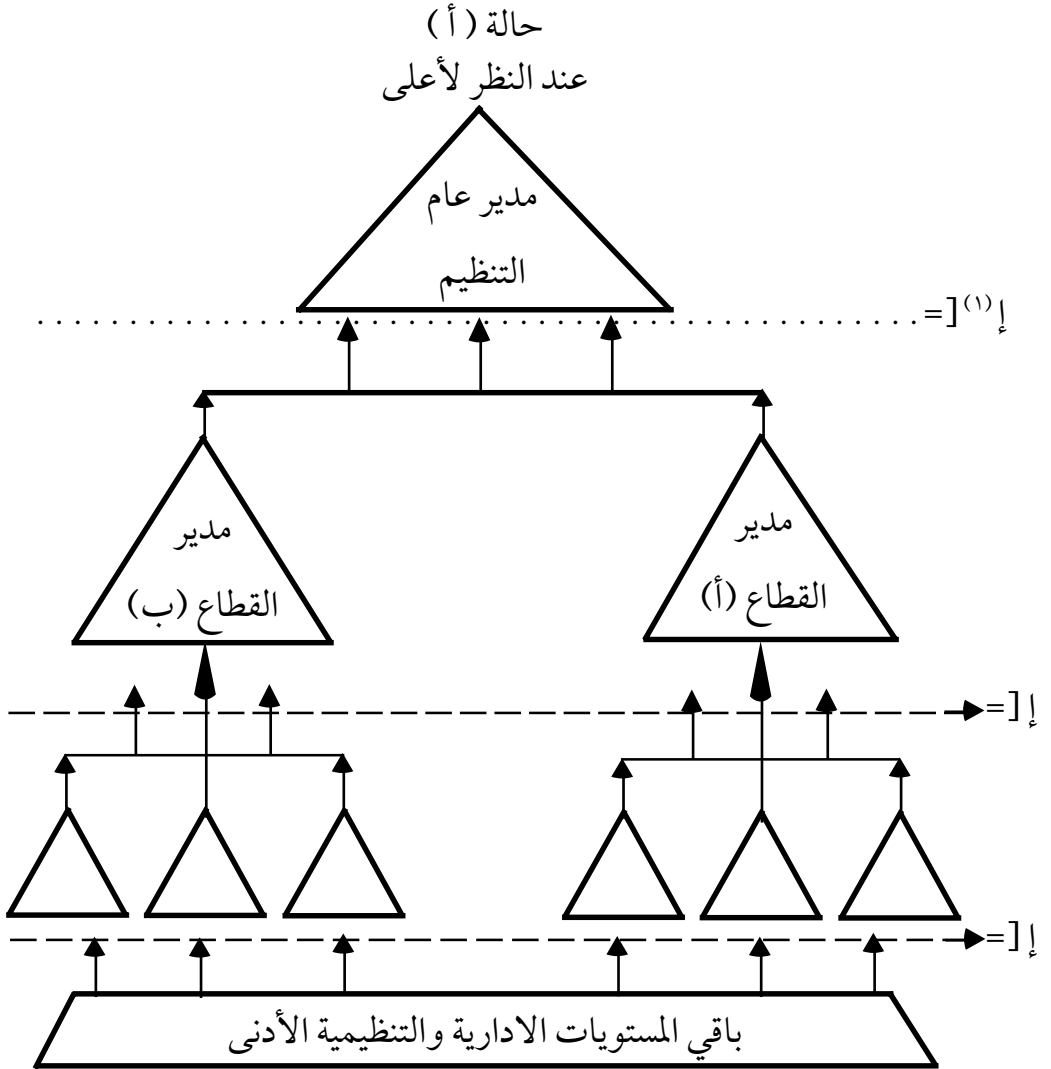 حالة (أ)
عند النظر لأعلى
مدير عام
التنظيم
إ(١)[=
مدير
القطاع (أ)
مدير
القطاع (ب)
إ[=
إ[=
باقي المستويات الادارية والتنظيمية الأدنى